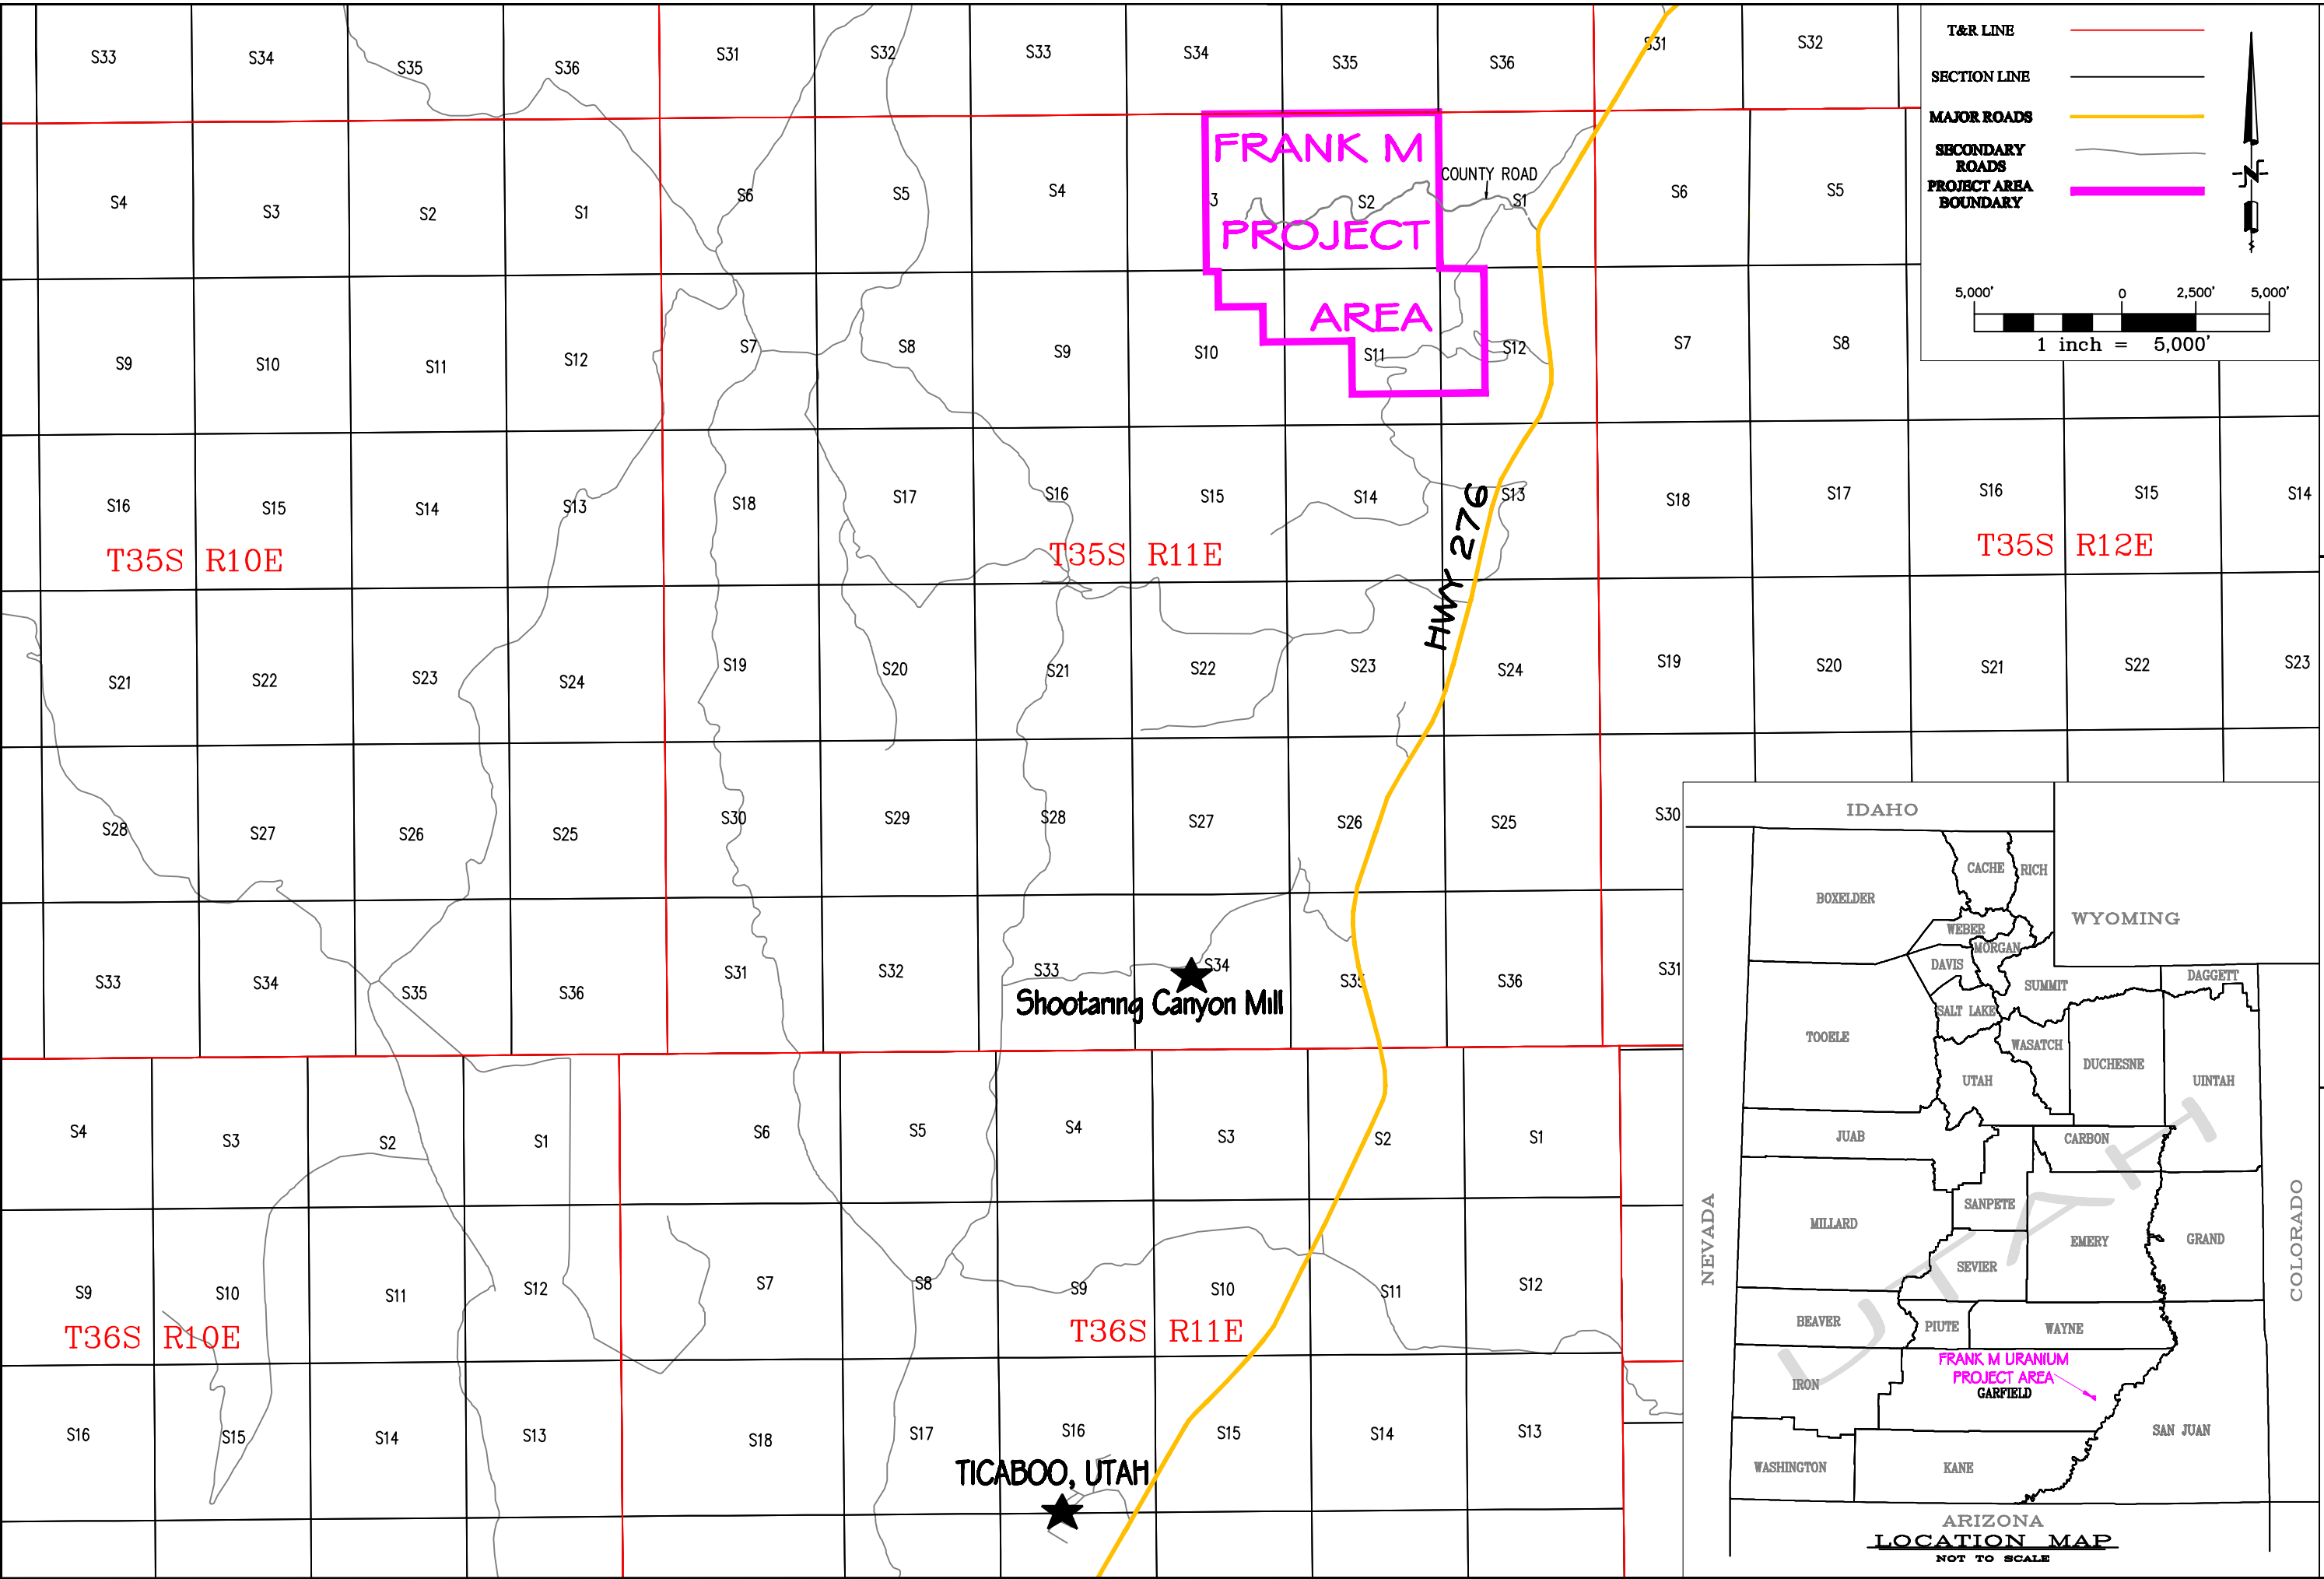 S33 S34 S35 S36 S31 S32 S33 S34 S35 S36 S31 S32
S4 S3 S2 S1 S6 S5 S4 3 S2 S1 S6 S5
FRANK M
PROJECT
AREA
COUNTY ROAD
S9 S10 S11 S12 S7 S8 S9 S10 S11 S12 S7 S8
S16 S15 S14 S13 S18 S17 S16 S15 S14 S13 S18 S17 S16 S15 S14
T35S R10E T35S R11E T35S R12E
HWY 276
S21 S22 S23 S24 S19 S20 S21 S22 S23 S24 S19 S20 S21 S22 S23
S28 S27 S26 S25 S30 S29 S28 S27 S26 S25 S30
S33 S34 S35 S36 S31 S32 S33 S34 S35 S36 S31
Shootaring Canyon Mill
S4 S3 S2 S1 S6 S5 S4 S3 S2 S1
S9 S10 S11 S12 S7 S8 S9 S10 S11 S12
T36S R10E T36S R11E
S16 S15 S14 S13 S18 S17 S16 S15 S14 S13
TICABOO, UTAH
T&R LINE
SECTION LINE
MAJOR ROADS
SECONDARY
ROADS
PROJECT AREA
BOUNDARY
N
5,000' 0 2,500' 5,000'
1 inch = 5,000'
IDAHO
CACHE RICH
BOXELDER
WYOMING
WEBER
MORGAN
DAVIS
DAGGETT
SUMMIT
SALT LAKE
TOOELE
WASATCH
DUCHESNE
UTAH
UINTAH
JUAB
CARBON
UTAH
SANPETE
NEVADA
MILLARD
EMERY
GRAND
COLORADO
SEVIER
BEAVER
PIUTE
WAYNE
FRANK M URANIUM
PROJECT AREA
GARFIELD
IRON
SAN JUAN
WASHINGTON
KANE
ARIZONA
LOCATION MAP
NOT TO SCALE